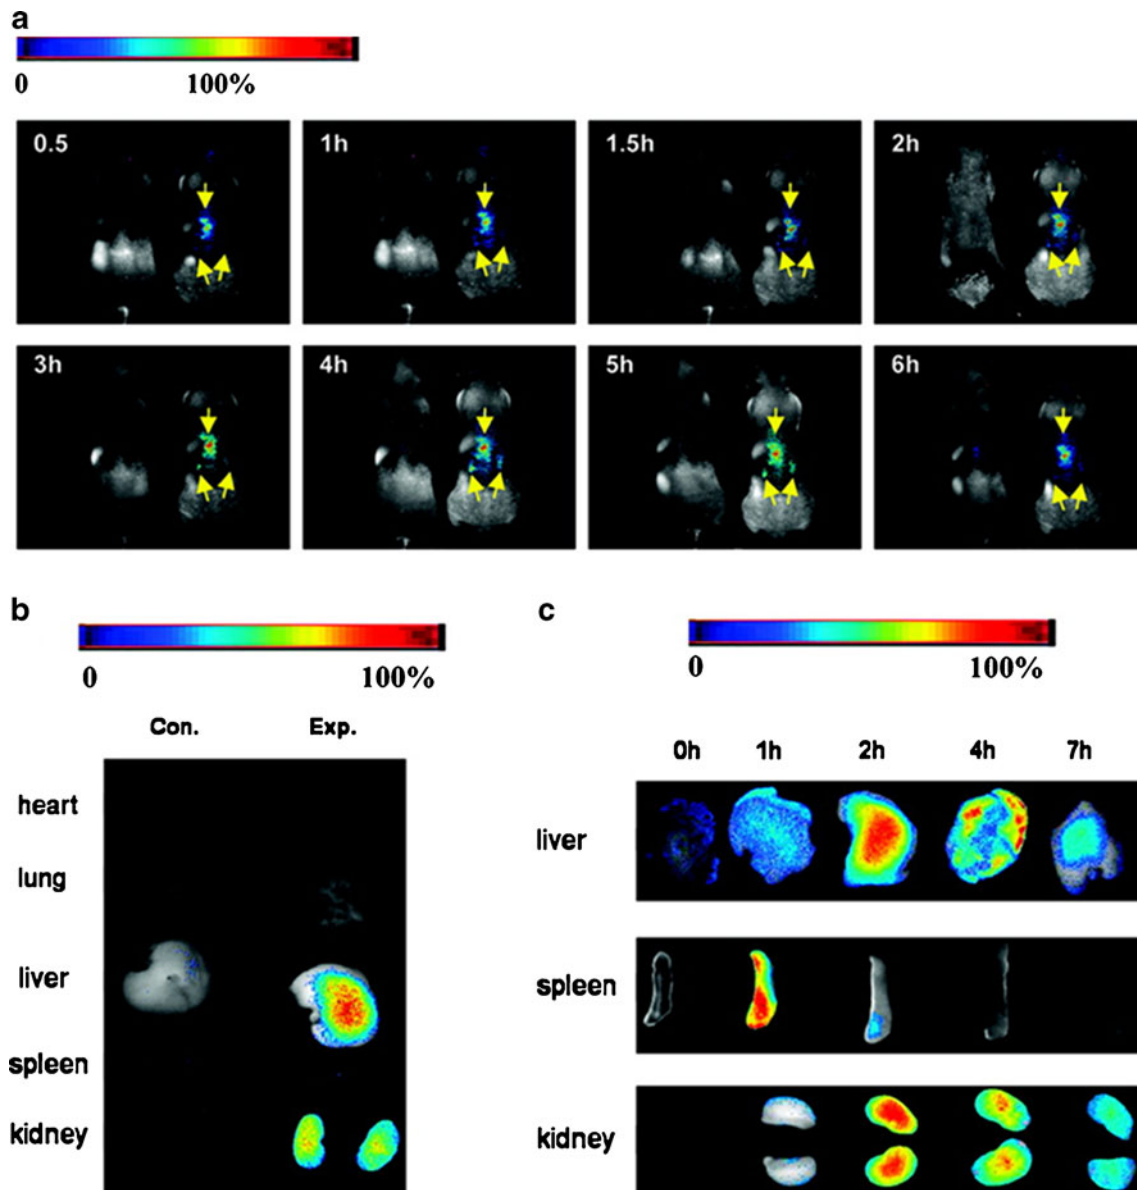 a
0 100%
0.5 1h 1.5h 2h
3h 4h 5h 6h
b
0 100%
Con. Exp.
heart
lung
liver
spleen
kidney
c
0 100%
0h 1h 2h 4h 7h
liver
spleen
kidney